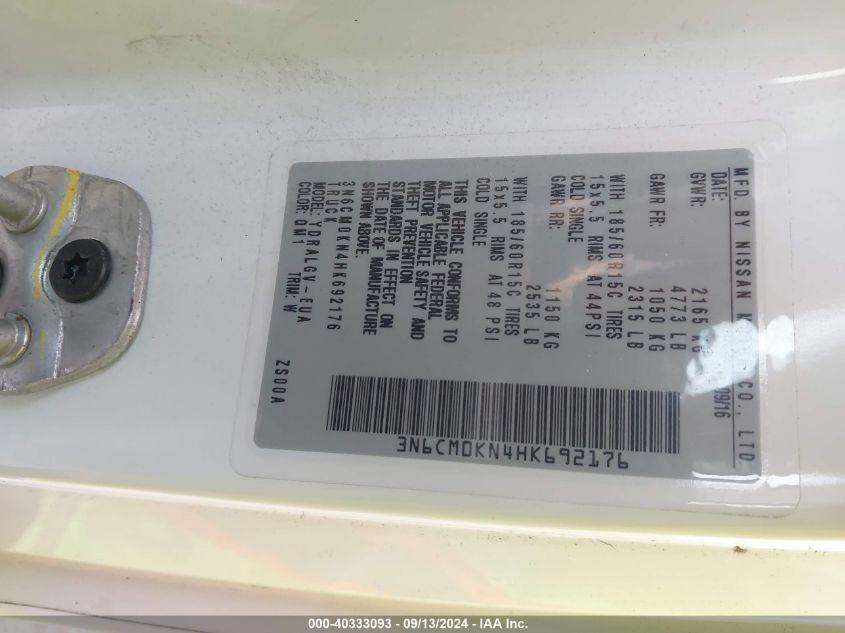 MFD. BY NISSAN M CO., LTD
DATE: 09/16
GVWR: 2165 KG
4773 LB
GAWR FR: 1050 KG
2315 LB
WITH 185/60R15C TIRES
15x5.5 RIMS AT 44PSI
COLD SINGLE
GAWR RR: 1150 KG
2535 LB
WITH 185/60R15C TIRES
15x5.5 RIMS AT 48 PSI
COLD SINGLE
THIS VEHICLE CONFORMS TO
ALL APPLICABLE FEDERAL
MOTOR VEHICLE SAFETY AND
THEFT PREVENTION
STANDARDS IN EFFECT ON
THE DATE OF MANUFACTURE
SHOWN ABOVE.
3N6CM0KN4HK692176
TRUCK
MODEL: YDRALGV-EUA
COLOR: QM1 TRIM: W
ZS00A
3N6CM0KN4HK692176
000-40333093 - 09/13/2024 - IAA Inc.